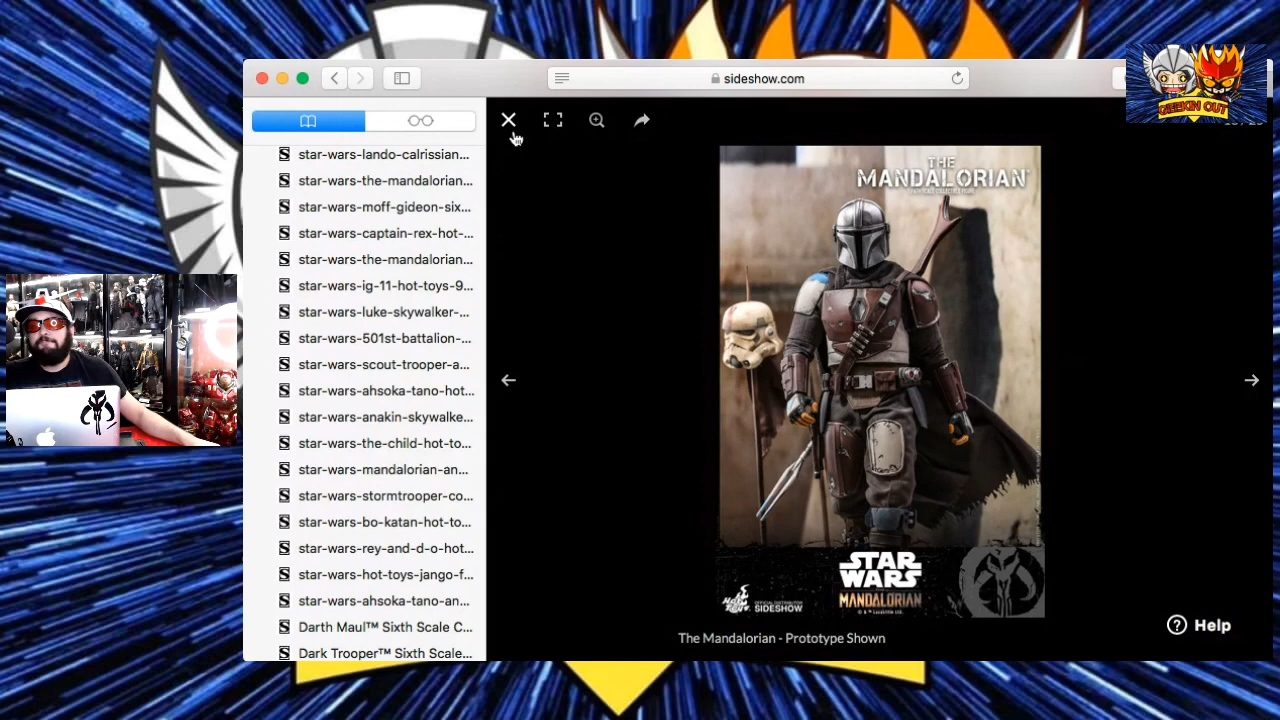 sideshow.com
GEEKIN OUT
star-wars-lando-calrissian...
star-wars-the-mandalorian...
star-wars-moff-gideon-six...
star-wars-captain-rex-hot-...
star-wars-the-mandalorian...
star-wars-ig-11-hot-toys-9...
star-wars-luke-skywalker-...
star-wars-501st-battalion-...
star-wars-scout-trooper-a...
star-wars-ahsoka-tano-hot...
star-wars-anakin-skywalke...
star-wars-the-child-hot-to...
star-wars-mandalorian-an...
star-wars-stormtrooper-co...
star-wars-bo-katan-hot-to...
star-wars-rey-and-d-o-hot...
star-wars-hot-toys-jango-f...
star-wars-ahsoka-tano-an...
Darth Maul™ Sixth Scale C...
Dark Trooper™ Sixth Scale...
THE
MANDALORIAN
STAR
WARS
MANDALORIAN
Hot Toys
OFFICIAL DISTRIBUTOR
SIDESHOW
The Mandalorian - Prototype Shown
? Help